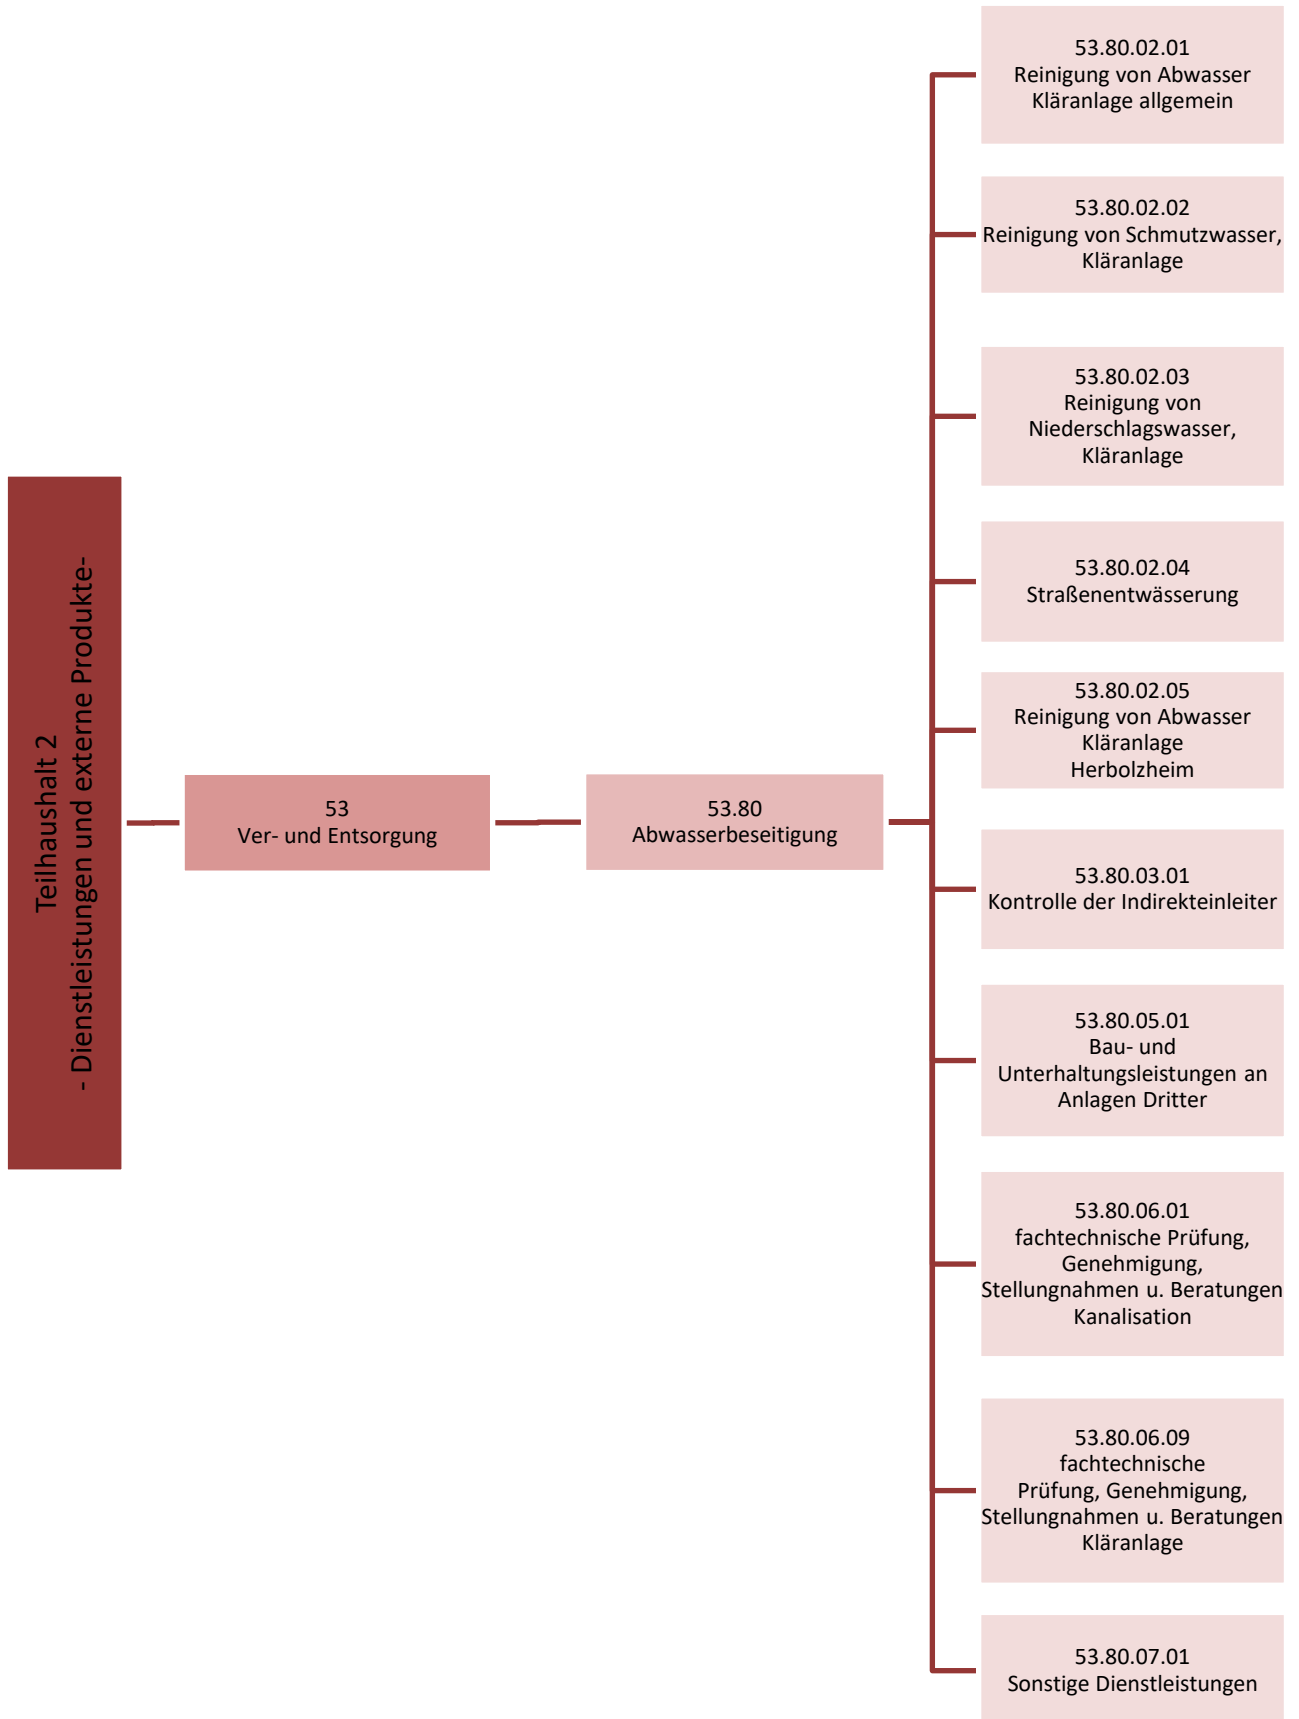 Teilhaushalt 2
- Dienstleistungen und externe Produkte-
53
Ver- und Entsorgung
53.80
Abwasserbeseitigung
53.80.02.01
Reinigung von Abwasser
Kläranlage allgemein
53.80.02.02
Reinigung von Schmutzwasser,
Kläranlage
53.80.02.03
Reinigung von
Niederschlagswasser,
Kläranlage
53.80.02.04
Straßenentwässerung
53.80.02.05
Reinigung von Abwasser
Kläranlage
Herbolzheim
53.80.03.01
Kontrolle der Indirekteinleiter
53.80.05.01
Bau- und
Unterhaltungsleistungen an
Anlagen Dritter
53.80.06.01
fachtechnische Prüfung,
Genehmigung,
Stellungnahmen u. Beratungen
Kanalisation
53.80.06.09
fachtechnische
Prüfung, Genehmigung,
Stellungnahmen u. Beratungen
Kläranlage
53.80.07.01
Sonstige Dienstleistungen